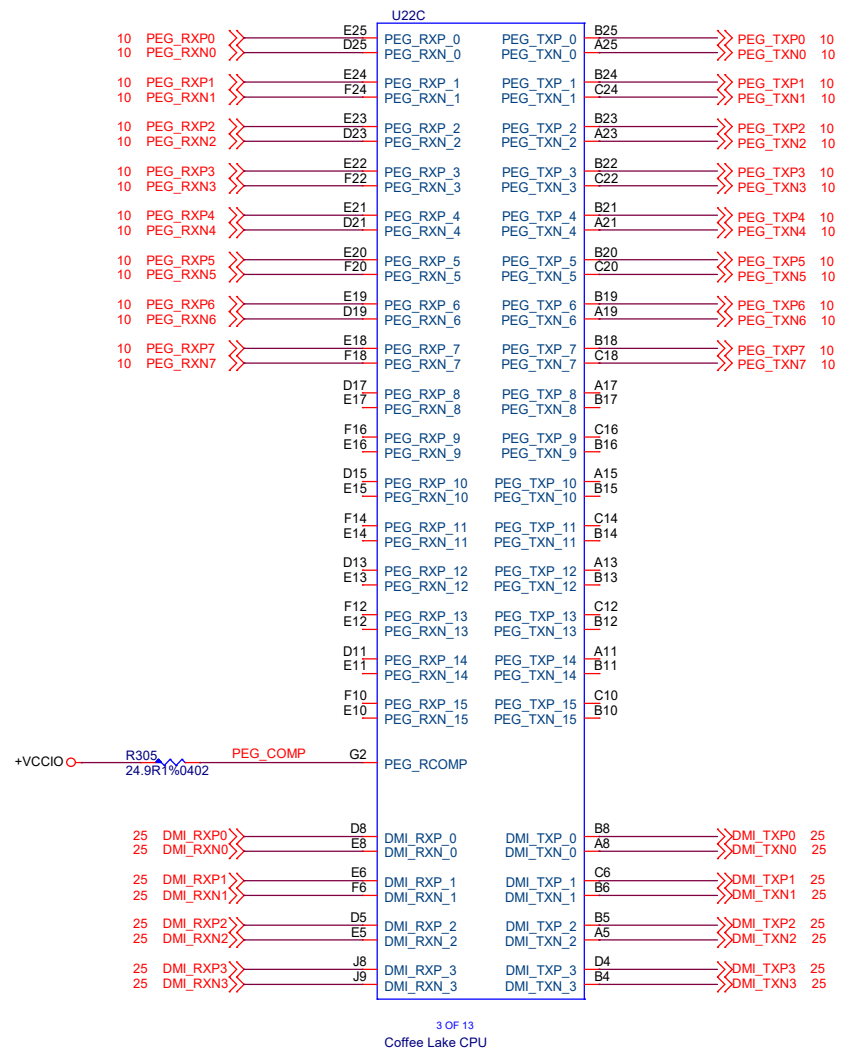 U22C
10 PEG_RXP0 E25 PEG_RXP_0 PEG_TXP_0 B25 PEG_TXP0 10
10 PEG_RXN0 D25 PEG_RXN_0 PEG_TXN_0 A25 PEG_TXN0 10
10 PEG_RXP1 E24 PEG_RXP_1 PEG_TXP_1 B24 PEG_TXP1 10
10 PEG_RXN1 F24 PEG_RXN_1 PEG_TXN_1 C24 PEG_TXN1 10
10 PEG_RXP2 E23 PEG_RXP_2 PEG_TXP_2 B23 PEG_TXP2 10
10 PEG_RXN2 D23 PEG_RXN_2 PEG_TXN_2 A23 PEG_TXN2 10
10 PEG_RXP3 E22 PEG_RXP_3 PEG_TXP_3 B22 PEG_TXP3 10
10 PEG_RXN3 F22 PEG_RXN_3 PEG_TXN_3 C22 PEG_TXN3 10
10 PEG_RXP4 E21 PEG_RXP_4 PEG_TXP_4 B21 PEG_TXP4 10
10 PEG_RXN4 D21 PEG_RXN_4 PEG_TXN_4 A21 PEG_TXN4 10
10 PEG_RXP5 E20 PEG_RXP_5 PEG_TXP_5 B20 PEG_TXP5 10
10 PEG_RXN5 F20 PEG_RXN_5 PEG_TXN_5 C20 PEG_TXN5 10
10 PEG_RXP6 E19 PEG_RXP_6 PEG_TXP_6 B19 PEG_TXP6 10
10 PEG_RXN6 D19 PEG_RXN_6 PEG_TXN_6 A19 PEG_TXN6 10
10 PEG_RXP7 E18 PEG_RXP_7 PEG_TXP_7 B18 PEG_TXP7 10
10 PEG_RXN7 F18 PEG_RXN_7 PEG_TXN_7 C18 PEG_TXN7 10
D17 PEG_RXP_8 PEG_TXP_8 A17
E17 PEG_RXN_8 PEG_TXN_8 B17
F16 PEG_RXP_9 PEG_TXP_9 C16
E16 PEG_RXN_9 PEG_TXN_9 B16
D15 PEG_RXP_10 PEG_TXP_10 A15
E15 PEG_RXN_10 PEG_TXN_10 B15
F14 PEG_RXP_11 PEG_TXP_11 C14
E14 PEG_RXN_11 PEG_TXN_11 B14
D13 PEG_RXP_12 PEG_TXP_12 A13
E13 PEG_RXN_12 PEG_TXN_12 B13
F12 PEG_RXP_13 PEG_TXP_13 C12
E12 PEG_RXN_13 PEG_TXN_13 B12
D11 PEG_RXP_14 PEG_TXP_14 A11
E11 PEG_RXN_14 PEG_TXN_14 B11
F10 PEG_RXP_15 PEG_TXP_15 C10
E10 PEG_RXN_15 PEG_TXN_15 B10
+VCCIO R305 PEG_COMP G2 PEG_RCOMP
24.9R1%0402
25 DMI_RXP0 D8 DMI_RXP_0 DMI_TXP_0 B8 DMI_TXP0 25
25 DMI_RXN0 E8 DMI_RXN_0 DMI_TXN_0 A8 DMI_TXN0 25
25 DMI_RXP1 E6 DMI_RXP_1 DMI_TXP_1 C6 DMI_TXP1 25
25 DMI_RXN1 F6 DMI_RXN_1 DMI_TXN_1 B6 DMI_TXN1 25
25 DMI_RXP2 D5 DMI_RXP_2 DMI_TXP_2 B5 DMI_TXP2 25
25 DMI_RXN2 E5 DMI_RXN_2 DMI_TXN_2 A5 DMI_TXN2 25
25 DMI_RXP3 J8 DMI_RXP_3 DMI_TXP_3 D4 DMI_TXP3 25
25 DMI_RXN3 J9 DMI_RXN_3 DMI_TXN_3 B4 DMI_TXN3 25
3 OF 13
Coffee Lake CPU